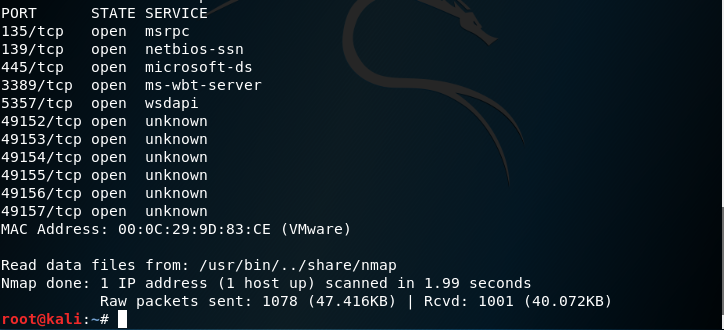 PORT      STATE SERVICE
135/tcp   open  msrpc
139/tcp   open  netbios-ssn
445/tcp   open  microsoft-ds
3389/tcp  open  ms-wbt-server
5357/tcp  open  wsdapi
49152/tcp open  unknown
49153/tcp open  unknown
49154/tcp open  unknown
49155/tcp open  unknown
49156/tcp open  unknown
49157/tcp open  unknown
MAC Address: 00:0C:29:9D:83:CE (VMware)

Read data files from: /usr/bin/../share/nmap
Nmap done: 1 IP address (1 host up) scanned in 1.99 seconds
           Raw packets sent: 1078 (47.416KB) | Rcvd: 1001 (40.072KB)
root@kali:~#